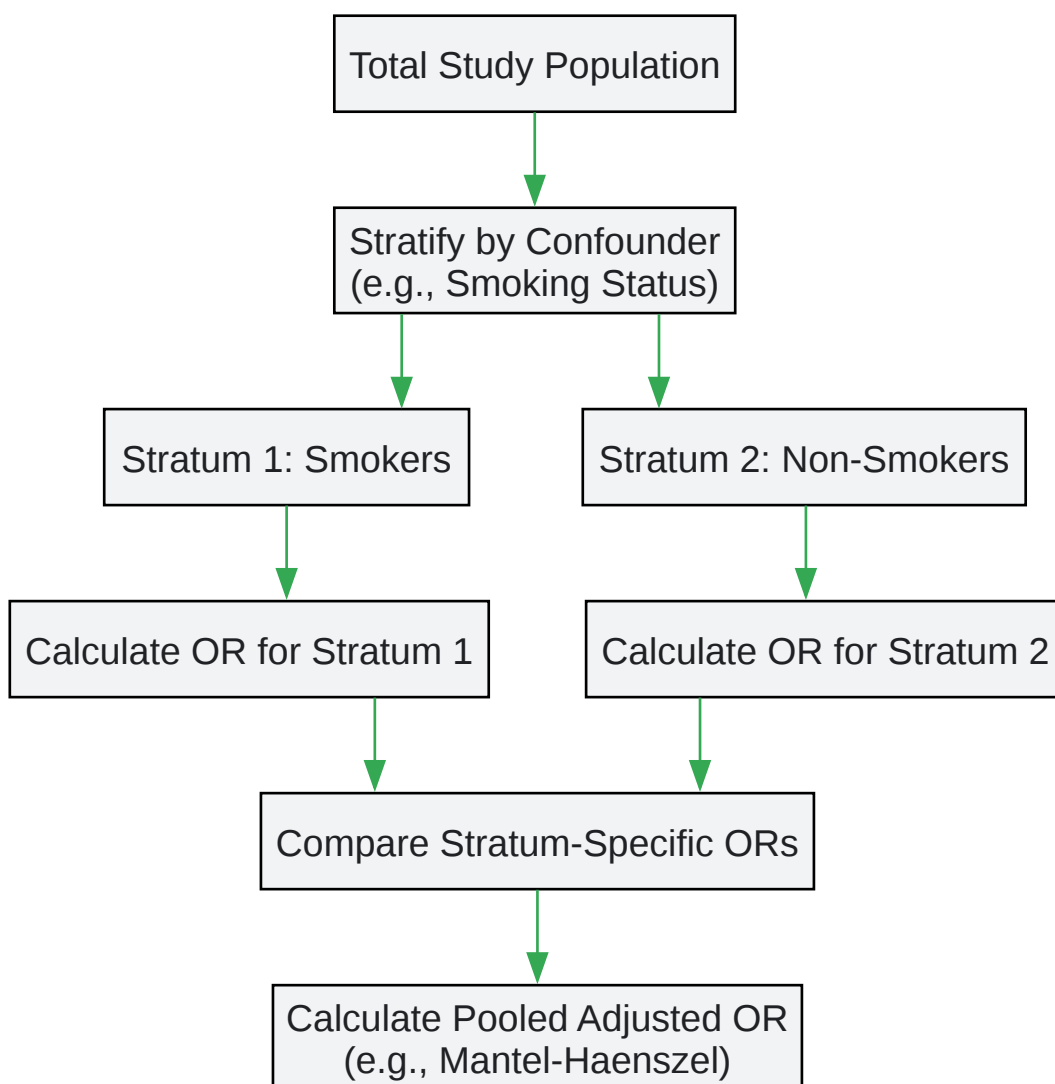 Total Study Population
Stratify by Confounder
(e.g., Smoking Status)
Stratum 1: Smokers
Stratum 2: Non-Smokers
Calculate OR for Stratum 1
Calculate OR for Stratum 2
Compare Stratum-Specific ORs
Calculate Pooled Adjusted OR
(e.g., Mantel-Haenszel)